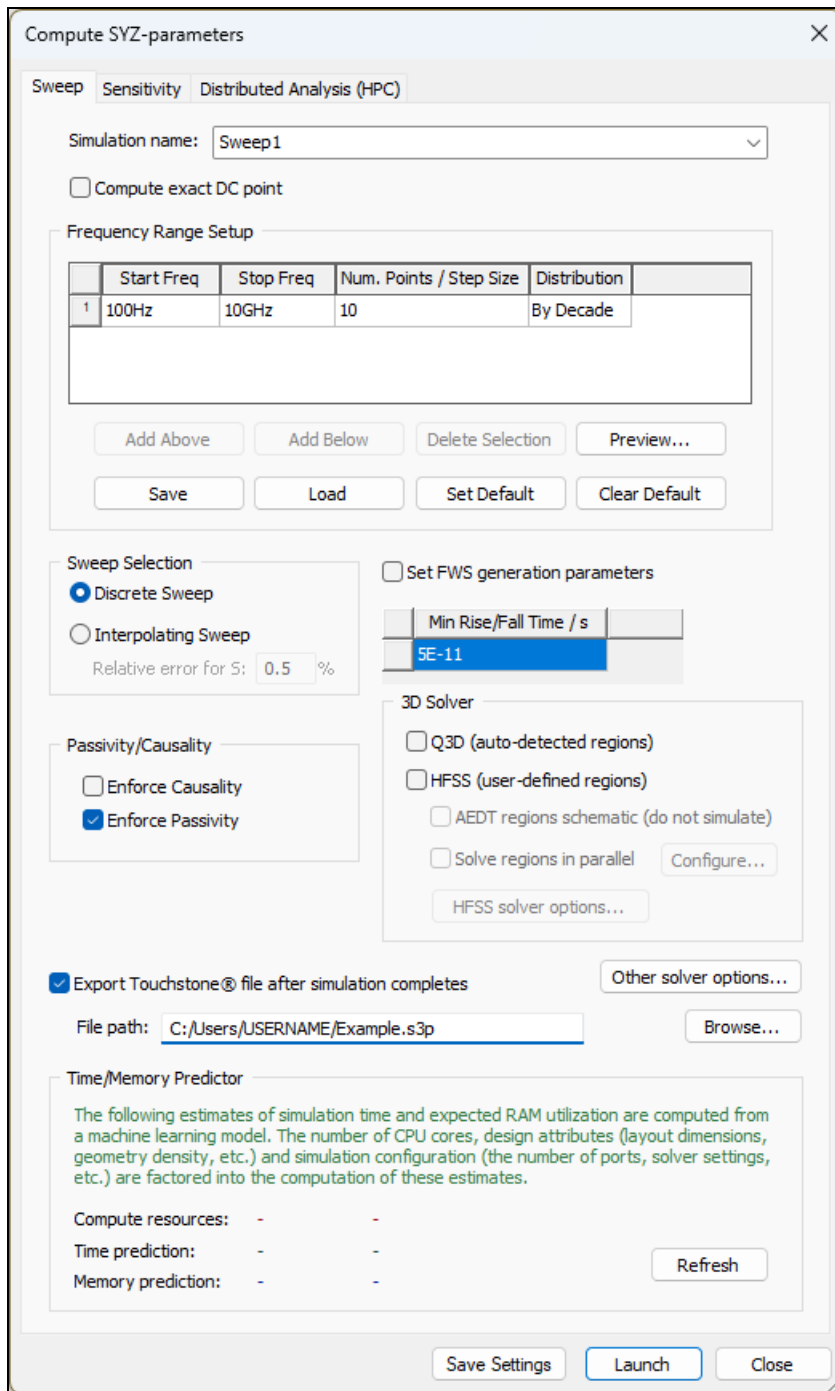 Compute SYZ-parameters
Sweep Sensitivity Distributed Analysis (HPC)
Simulation name: Sweep1
Compute exact DC point
Frequency Range Setup
Start Freq Stop Freq Num. Points / Step Size Distribution
1 100Hz 10GHz 10 By Decade
Add Above Add Below Delete Selection Preview...
Save Load Set Default Clear Default
Sweep Selection
Discrete Sweep
Interpolating Sweep
Relative error for S: 0.5 %
Set FWS generation parameters
Min Rise/Fall Time / s
5E-11
Passivity/Causality
Enforce Causality
Enforce Passivity
3D Solver
Q3D (auto-detected regions)
HFSS (user-defined regions)
AEDT regions schematic (do not simulate)
Solve regions in parallel Configure...
HFSS solver options...
Export Touchstone® file after simulation completes Other solver options...
File path: C:/Users/USERNAME/Example.s3p Browse...
Time/Memory Predictor
The following estimates of simulation time and expected RAM utilization are computed from
a machine learning model. The number of CPU cores, design attributes (layout dimensions,
geometry density, etc.) and simulation configuration (the number of ports, solver settings,
etc.) are factored into the computation of these estimates.
Compute resources: - -
Time prediction: - -
Memory prediction: - -
Refresh
Save Settings Launch Close